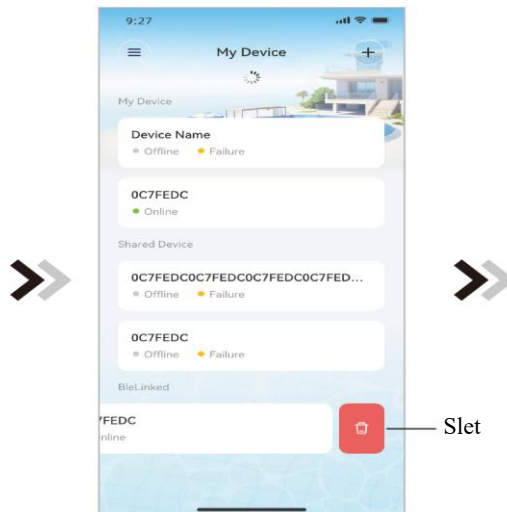 9:27
My Device
My Device
Device Name
Offline Failure
0C7FEDC
Online
Shared Device
0C7FEDC0C7FEDC0C7FEDC0C7FED...
Offline Failure
0C7FEDC
Offline Failure
BleLinked
7FEDC
nline
Slet